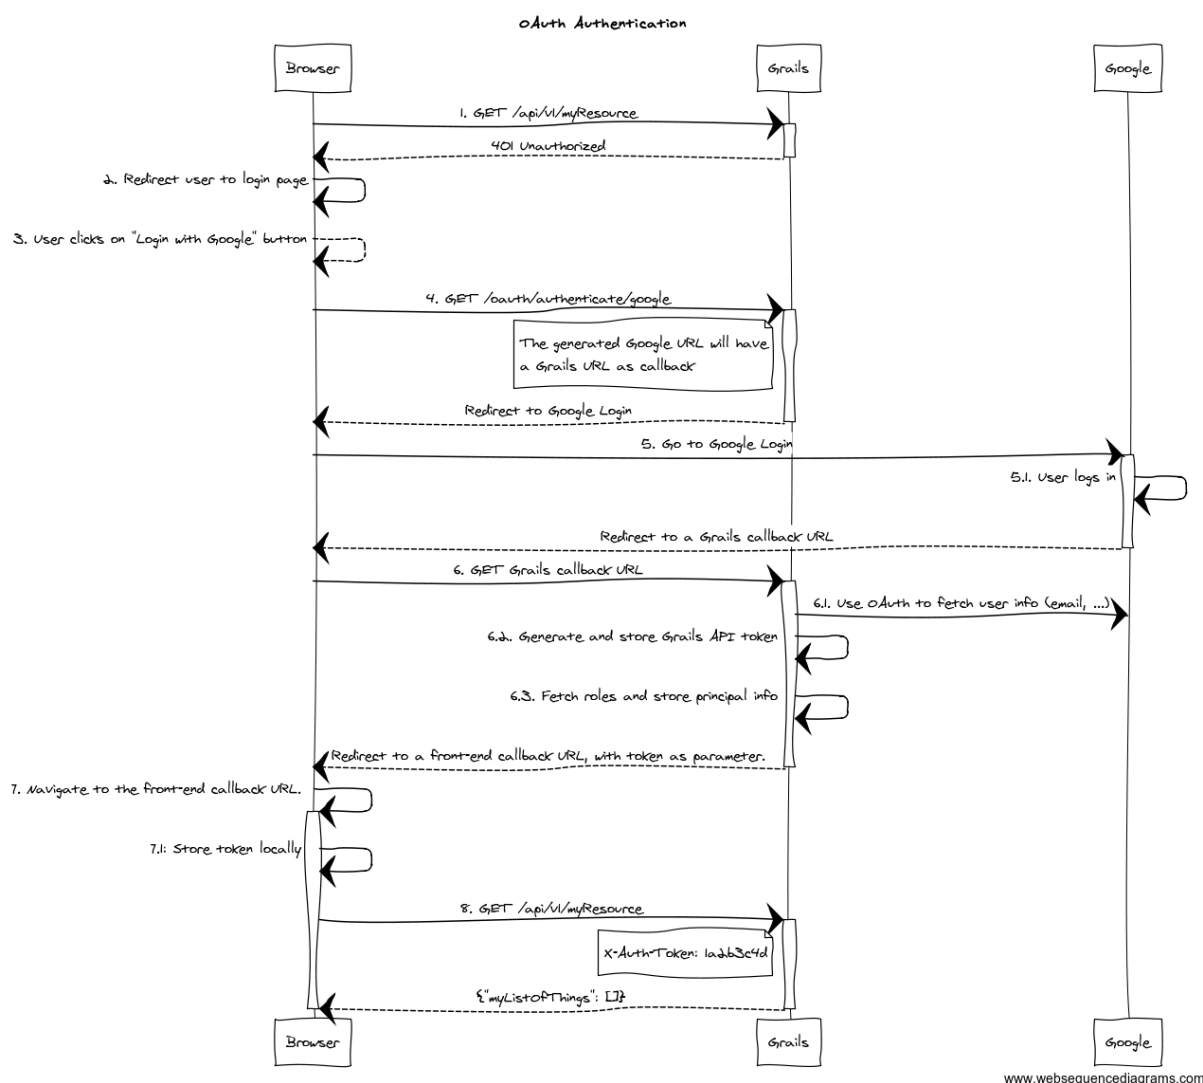 OAuth Authentication
Browser
Grails
Google
1. GET /api/v1/myResource
401 Unauthorized
2. Redirect user to login page
3. User clicks on "Login with Google" button
4. GET /oauth/authenticate/google
The generated Google URL will have
a Grails URL as callback
Redirect to Google Login
5. Go to Google Login
5.1. User logs in
Redirect to a Grails callback URL
6. GET Grails callback URL
6.1. Use OAuth to fetch user info (email, ...)
6.2. Generate and store Grails API token
6.3. Fetch roles and store principal info
Redirect to a front-end callback URL, with token as parameter.
7. Navigate to the front-end callback URL.
7.1: Store token locally
8. GET /api/v1/myResource
X-Auth-Token: 1a2b3c4d
{"myListOfThings": []}
Browser
Grails
Google
www.websequencediagrams.com